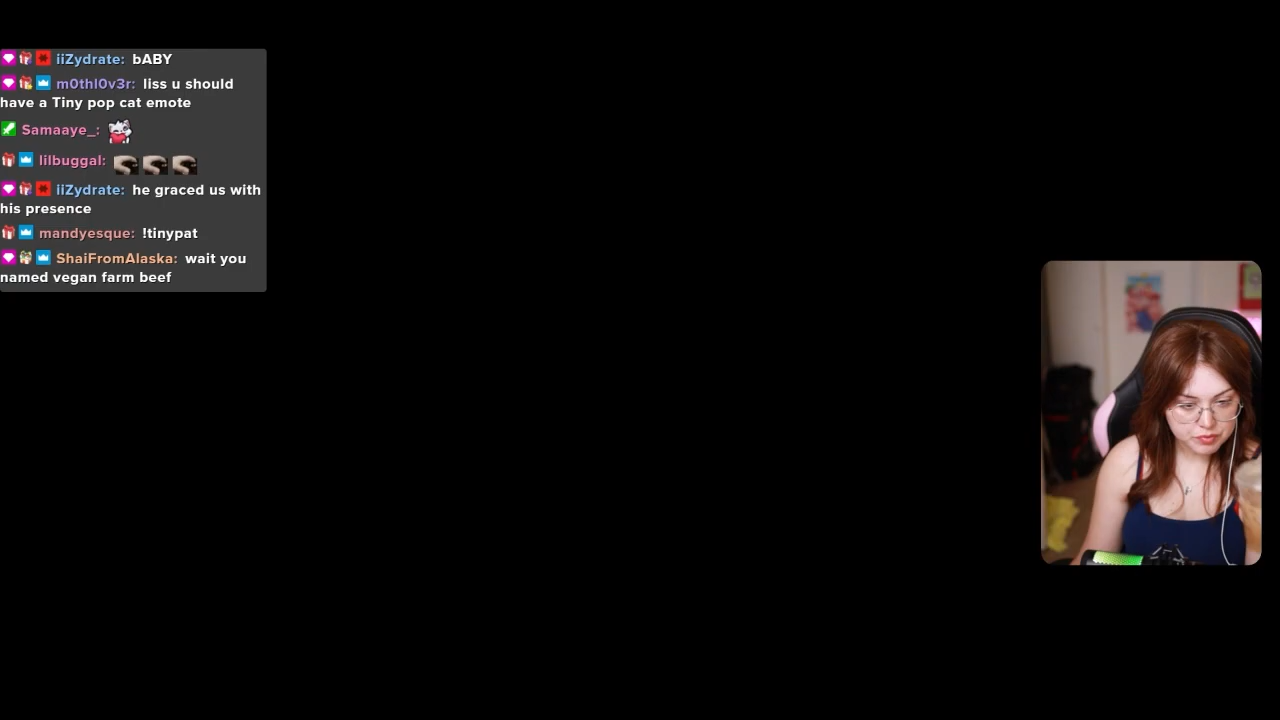 iiZydrate: bABY
m0thl0v3r: liss u should
have a Tiny pop cat emote
Samaaye_:
lilbuggal:
iiZydrate: he graced us with
his presence
mandyesque: !tinypat
ShaiFromAlaska: wait you
named vegan farm beef